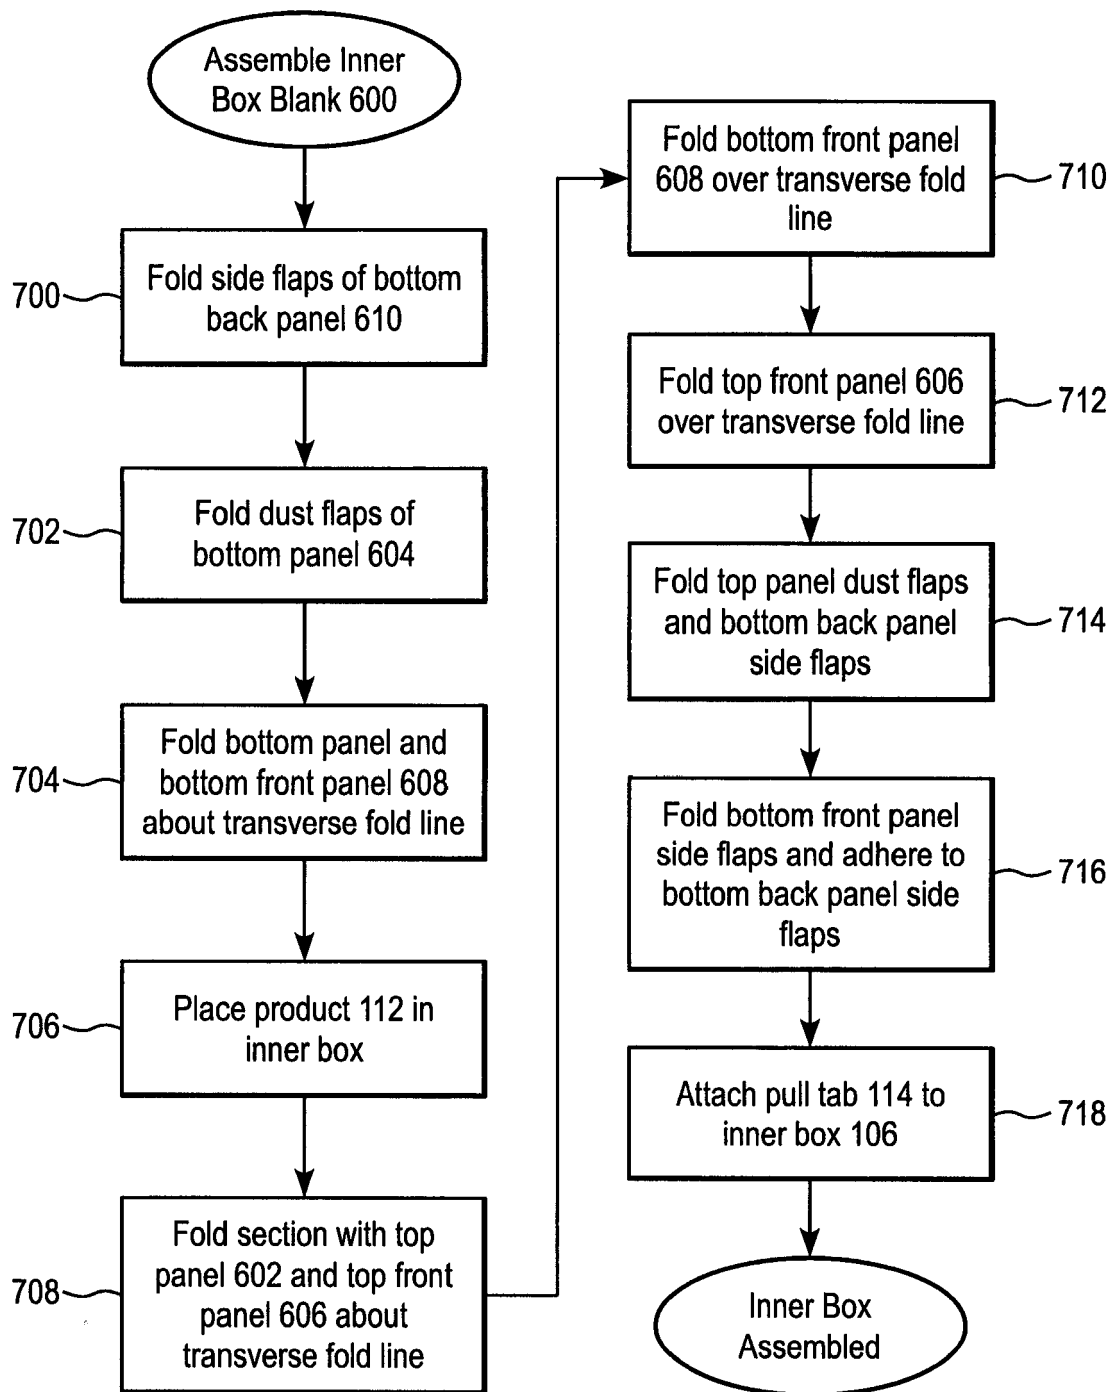 Assemble Inner
Box Blank 600
700
Fold side flaps of bottom
back panel 610
702
Fold dust flaps of
bottom panel 604
704
Fold bottom panel and
bottom front panel 608
about transverse fold line
706
Place product 112 in
inner box
708
Fold section with top
panel 602 and top front
panel 606 about
transverse fold line
Fold bottom front panel
608 over transverse fold
line
710
Fold top front panel 606
over transverse fold line
712
Fold top panel dust flaps
and bottom back panel
side flaps
714
Fold bottom front panel
side flaps and adhere to
bottom back panel side
flaps
716
Attach pull tab 114 to
inner box 106
718
Inner Box
Assembled